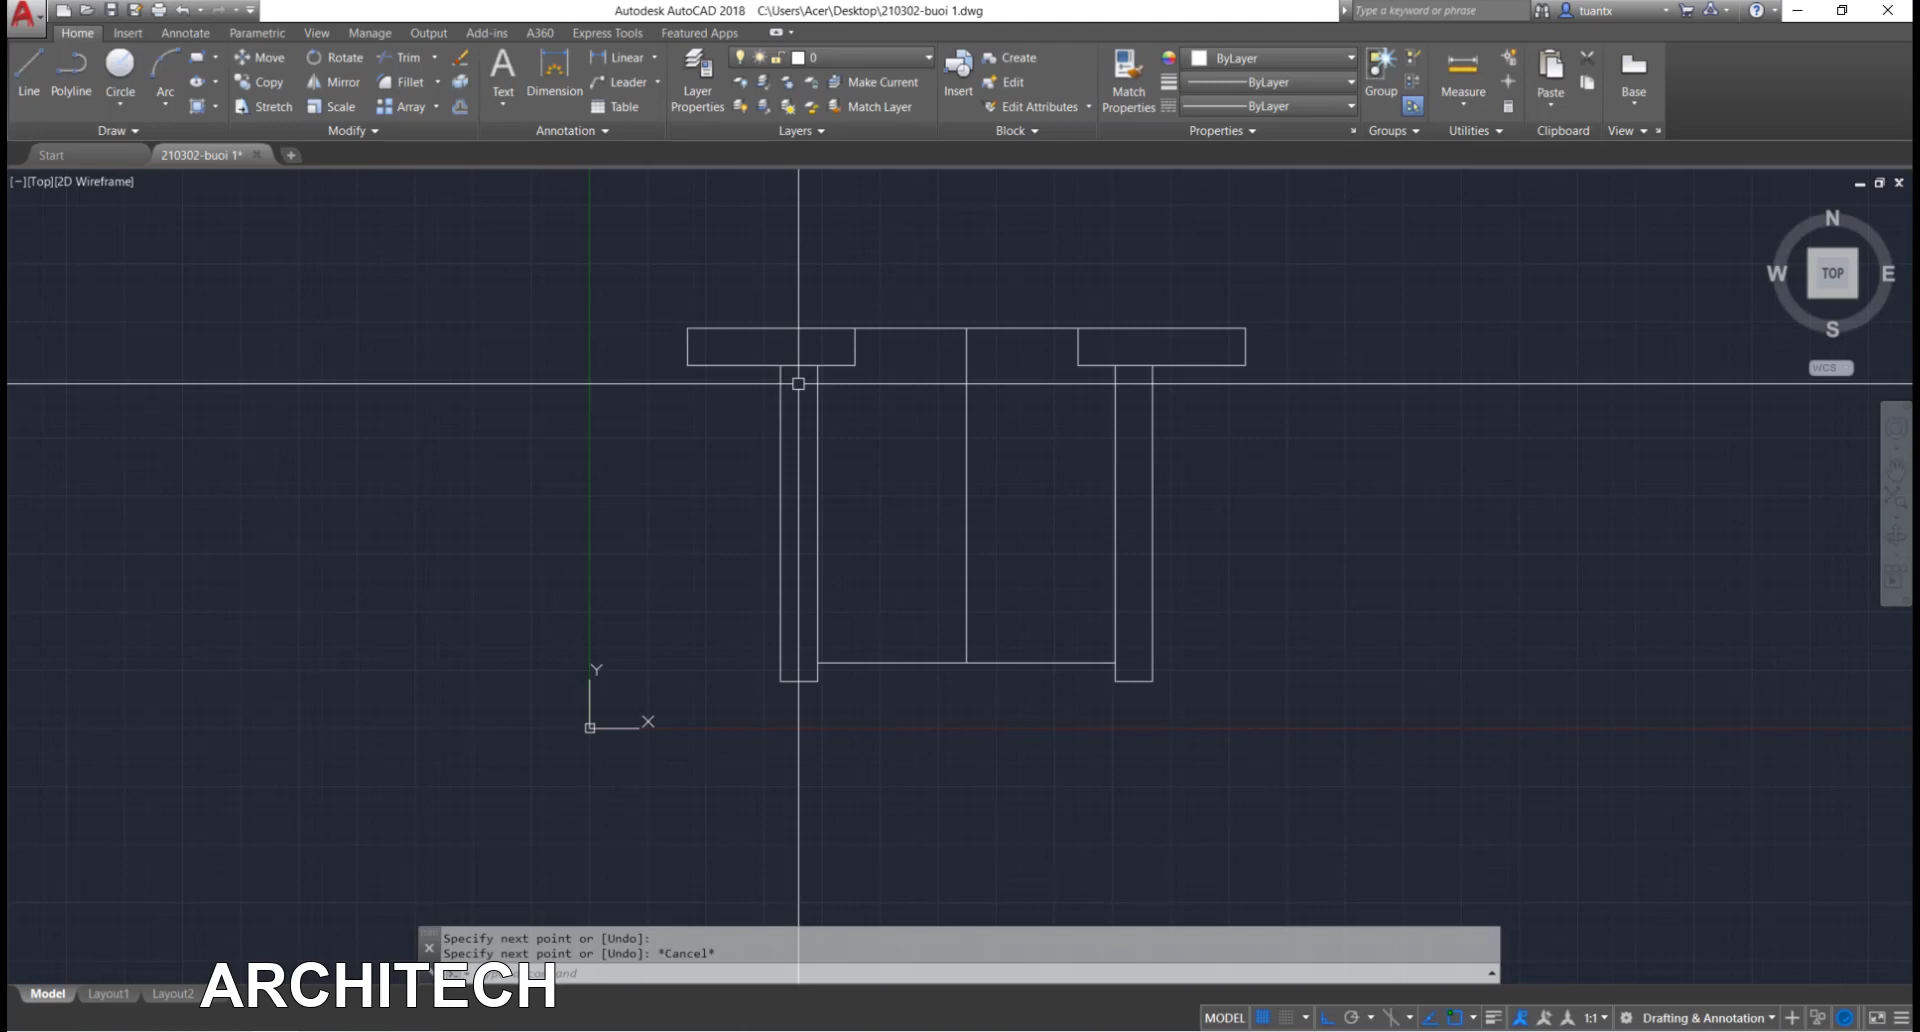 Autodesk AutoCAD 2018 C:\Users\Acer\Desktop\210302-buoi 1.dwg
Type a keyword or phrase
tuantx
Home Insert Annotate Parametric View Manage Output Add-ins A360 Express Tools Featured Apps
Line Polyline Circle Arc
Move Rotate Trim
Copy Mirror Fillet
Stretch Scale Array
Text Dimension
Linear
Leader
Table
Layer Properties
0
Make Current
Match Layer
Insert
Create
Edit
Edit Attributes
Match Properties
ByLayer
ByLayer
ByLayer
Group
Measure
Paste
Base
Draw Modify Annotation Layers Block Properties Groups Utilities Clipboard View
Start 210302-buoi 1*
[−][Top][2D Wireframe]
N
W TOP E
S
WCS
Y
X
Specify next point or [Undo]:
Specify next point or [Undo]: *Cancel*
ARCHITECH
Model Layout1 Layout2
MODEL 1:1 Drafting & Annotation